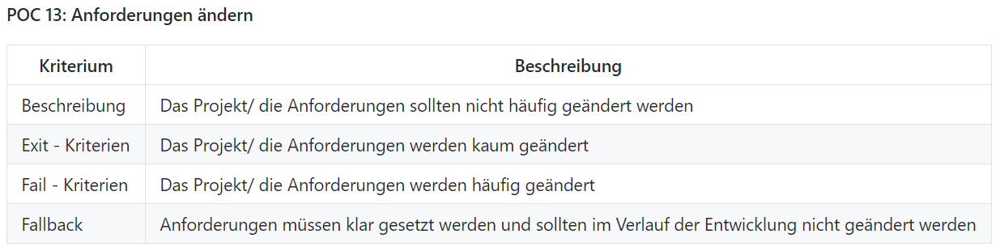 POC 13: Anforderungen ändern
Kriterium Beschreibung
Beschreibung Das Projekt/ die Anforderungen sollten nicht häufig geändert werden
Exit - Kriterien Das Projekt/ die Anforderungen werden kaum geändert
Fail - Kriterien Das Projekt/ die Anforderungen werden häufig geändert
Fallback Anforderungen müssen klar gesetzt werden und sollten im Verlauf der Entwicklung nicht geändert werden